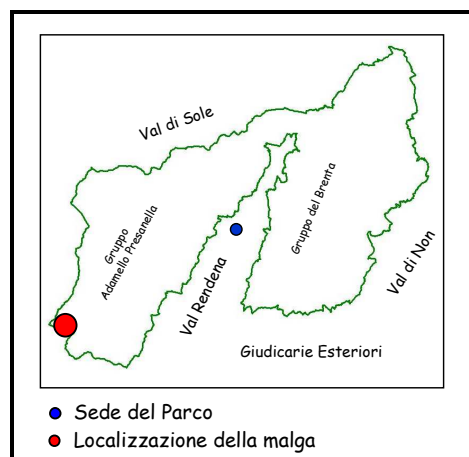 Val di Sole
Gruppo
Adamello Presanella
Gruppo del Brenta
Val Rendena
Val di Non
Giudicarie Esteriori
Sede del Parco
Localizzazione della malga